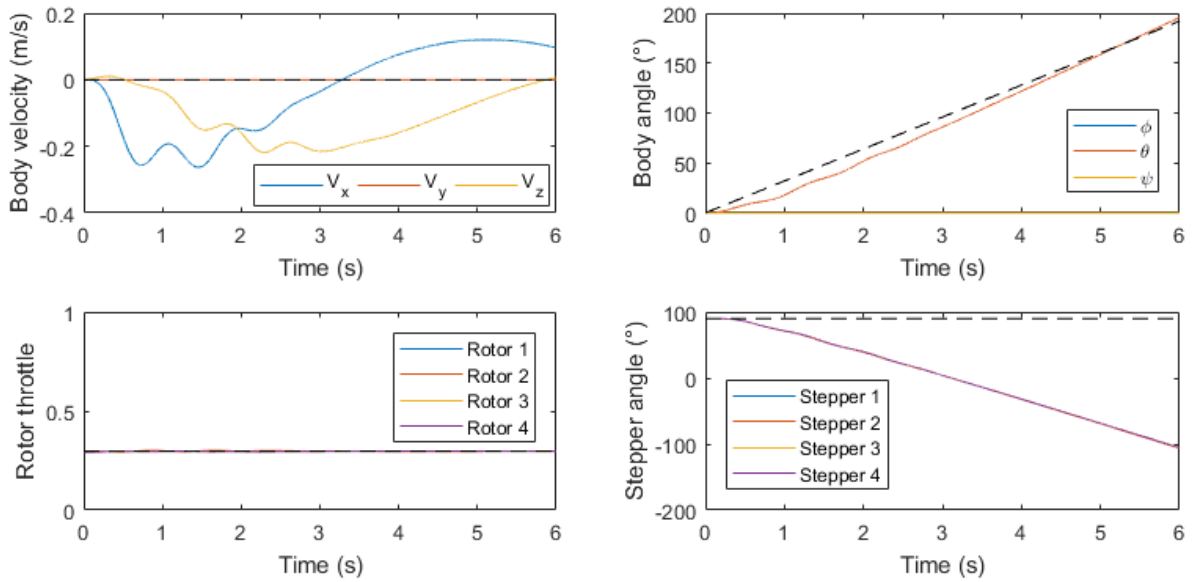 Body velocity (m/s)
0.2
0
-0.2
-0.4
V_x V_y V_z
0 1 2 3 4 5 6
Time (s)
Body angle (°)
200
150
100
50
0
ϕ
θ
ψ
0 1 2 3 4 5 6
Time (s)
Rotor throttle
1
0.5
0
Rotor 1
Rotor 2
Rotor 3
Rotor 4
0 1 2 3 4 5 6
Time (s)
Stepper angle (°)
100
0
-100
-200
Stepper 1
Stepper 2
Stepper 3
Stepper 4
0 1 2 3 4 5 6
Time (s)